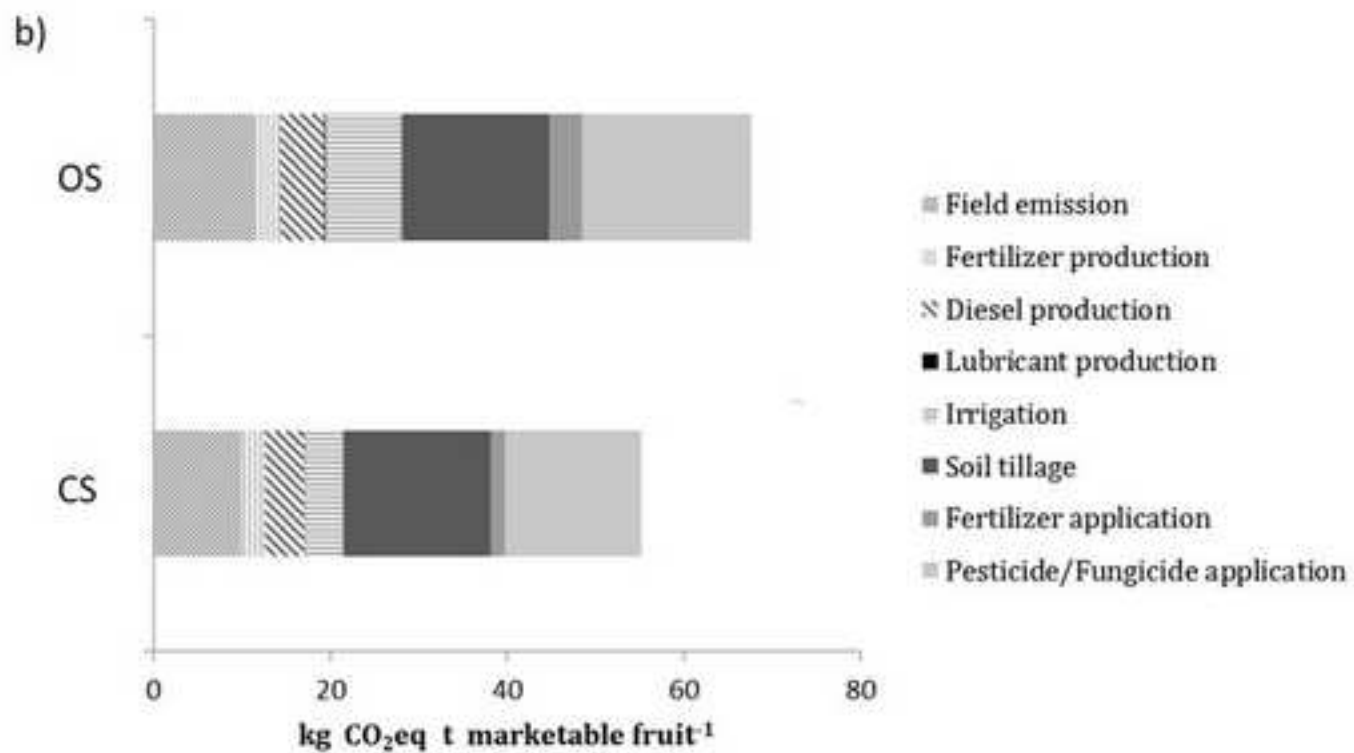 b)
OS
CS
0 20 40 60 80
kg CO₂eq t marketable fruit⁻¹
Field emission
Fertilizer production
Diesel production
Lubricant production
Irrigation
Soil tillage
Fertilizer application
Pesticide/Fungicide application